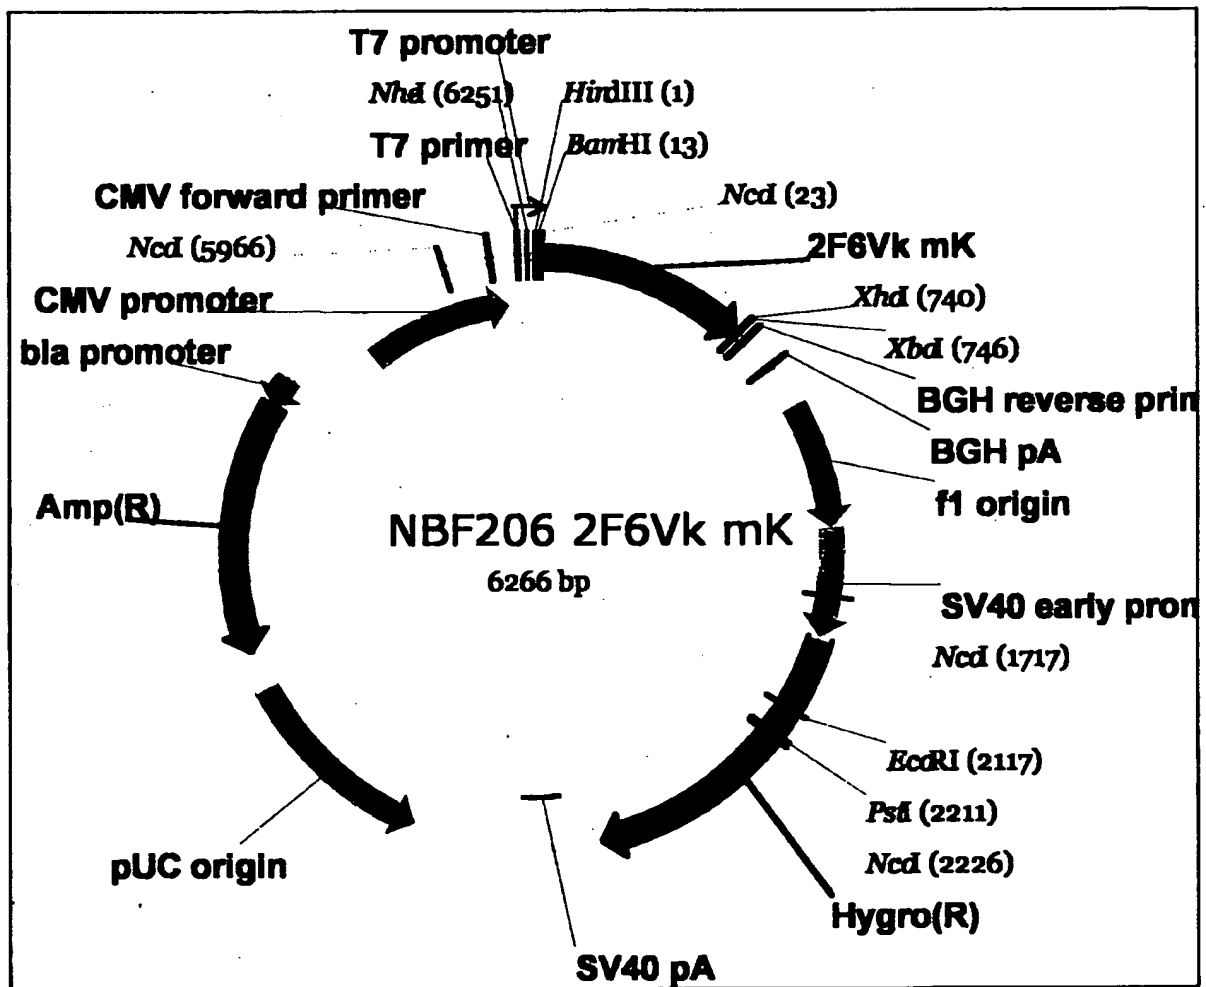 T7 promoter
NheI (6251)
HindIII (1)
T7 primer
BamHI (13)
CMV forward primer
NcoI (23)
NcoI (5966)
2F6Vk mK
CMV promoter
XhoI (740)
bla promoter
XbaI (746)
BGH reverse prin
BGH pA
Amp(R)
f1 origin
NBF206 2F6Vk mK
6266 bp
SV40 early pron
NcoI (1717)
EcoRI (2117)
PstI (2211)
pUC origin
NcoI (2226)
Hygro(R)
SV40 pA